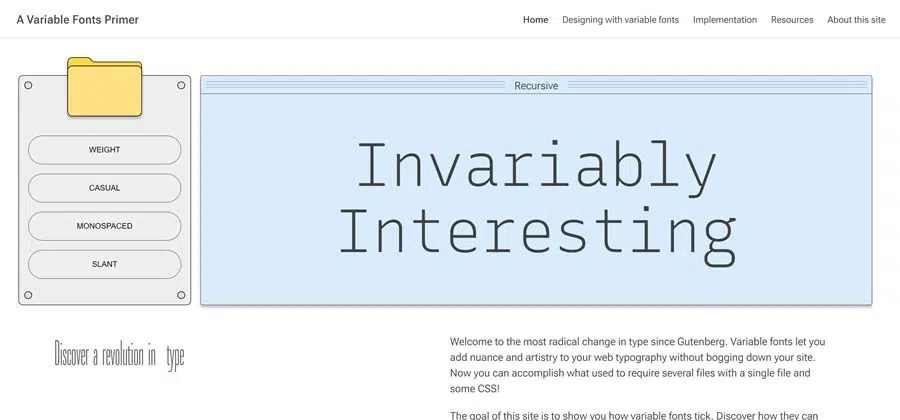 A Variable Fonts Primer
Home Designing with variable fonts Implementation Resources About this site
WEIGHT
CASUAL
MONOSPACED
SLANT
Recursive
Invariably
Interesting
Discover a revolution in type
Welcome to the most radical change in type since Gutenberg. Variable fonts let you
add nuance and artistry to your web typography without bogging down your site.
Now you can accomplish what used to require several files with a single file and
some CSS!
The goal of this site is to show you how variable fonts tick. Discover how they can